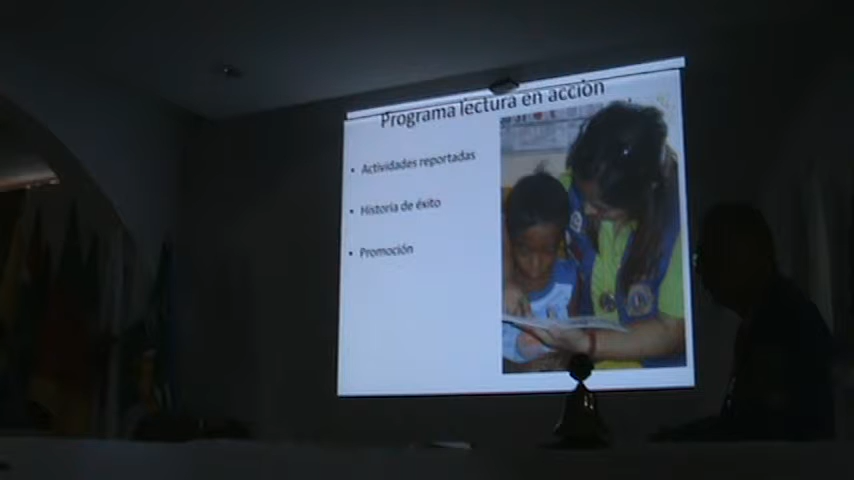 Programa lectura en acción
• Actividades reportadas
• Historia de éxito
• Promoción